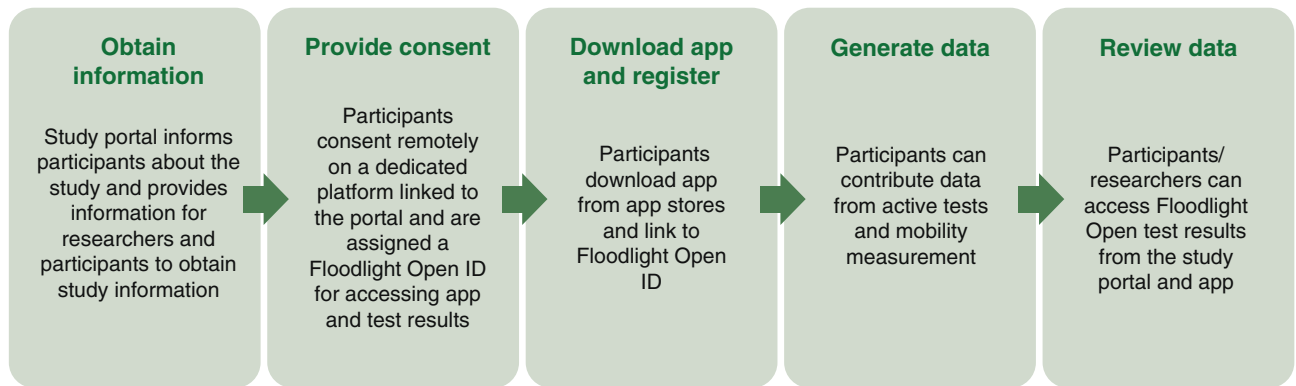 Obtain
information
Study portal informs
participants about the
study and provides
information for
researchers and
participants to obtain
study information
Provide consent
Participants
consent remotely
on a dedicated
platform linked to
the portal and are
assigned a
Floodlight Open ID
for accessing app
and test results
Download app
and register
Participants
download app
from app stores
and link to
Floodlight Open
ID
Generate data
Participants can
contribute data
from active tests
and mobility
measurement
Review data
Participants/
researchers can
access Floodlight
Open test results
from the study
portal and app